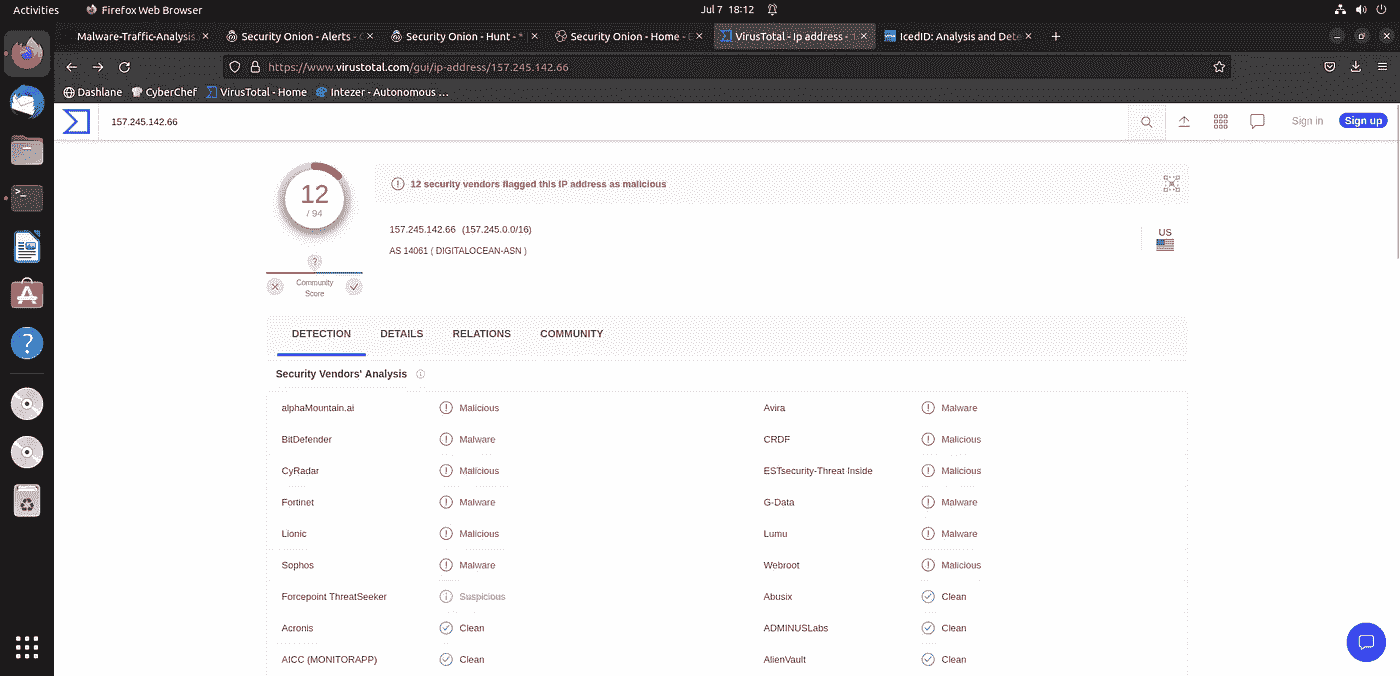 Activities Firefox Web Browser Jul 7 18:12
Malware-Traffic-Analysis Security Onion - Alerts - Security Onion - Hunt - * Security Onion - Home - VirusTotal - Ip address - IcedID: Analysis and Dete
https://www.virustotal.com/gui/ip-address/157.245.142.66
Dashlane CyberChef VirusTotal - Home Intezer - Autonomous ...
157.245.142.66 Sign in Sign up
12
/ 94
12 security vendors flagged this IP address as malicious
157.245.142.66 (157.245.0.0/16)
AS 14061 ( DIGITALOCEAN-ASN )
US
?
Community
Score
DETECTION DETAILS RELATIONS COMMUNITY
Security Vendors' Analysis
alphaMountain.ai Malicious Avira Malware
BitDefender Malware CRDF Malicious
CyRadar Malicious ESTsecurity-Threat Inside Malicious
Fortinet Malware G-Data Malware
Lionic Malicious Lumu Malware
Sophos Malware Webroot Malicious
Forcepoint ThreatSeeker Suspicious Abusix Clean
Acronis Clean ADMINUSLabs Clean
AICC (MONITORAPP) Clean AlienVault Clean